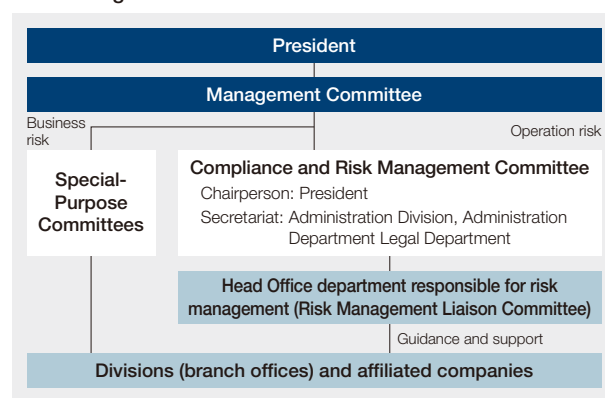 President
Management Committee
Business
risk
Operation risk
Special-
Purpose
Committees
Compliance and Risk Management Committee
Chairperson: President
Secretariat: Administration Division, Administration
Department Legal Department
Head Office department responsible for risk
management (Risk Management Liaison Committee)
Guidance and support
Divisions (branch offices) and affiliated companies